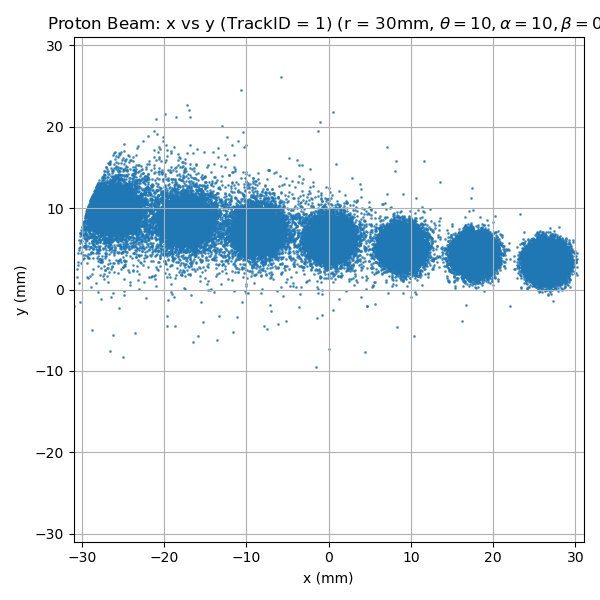 Proton Beam: x vs y (TrackID = 1) (r = 30mm, θ = 10, α = 10, β = 0
30
20
10
0
−10
−20
−30
y (mm)
−30 −20 −10 0 10 20 30
x (mm)